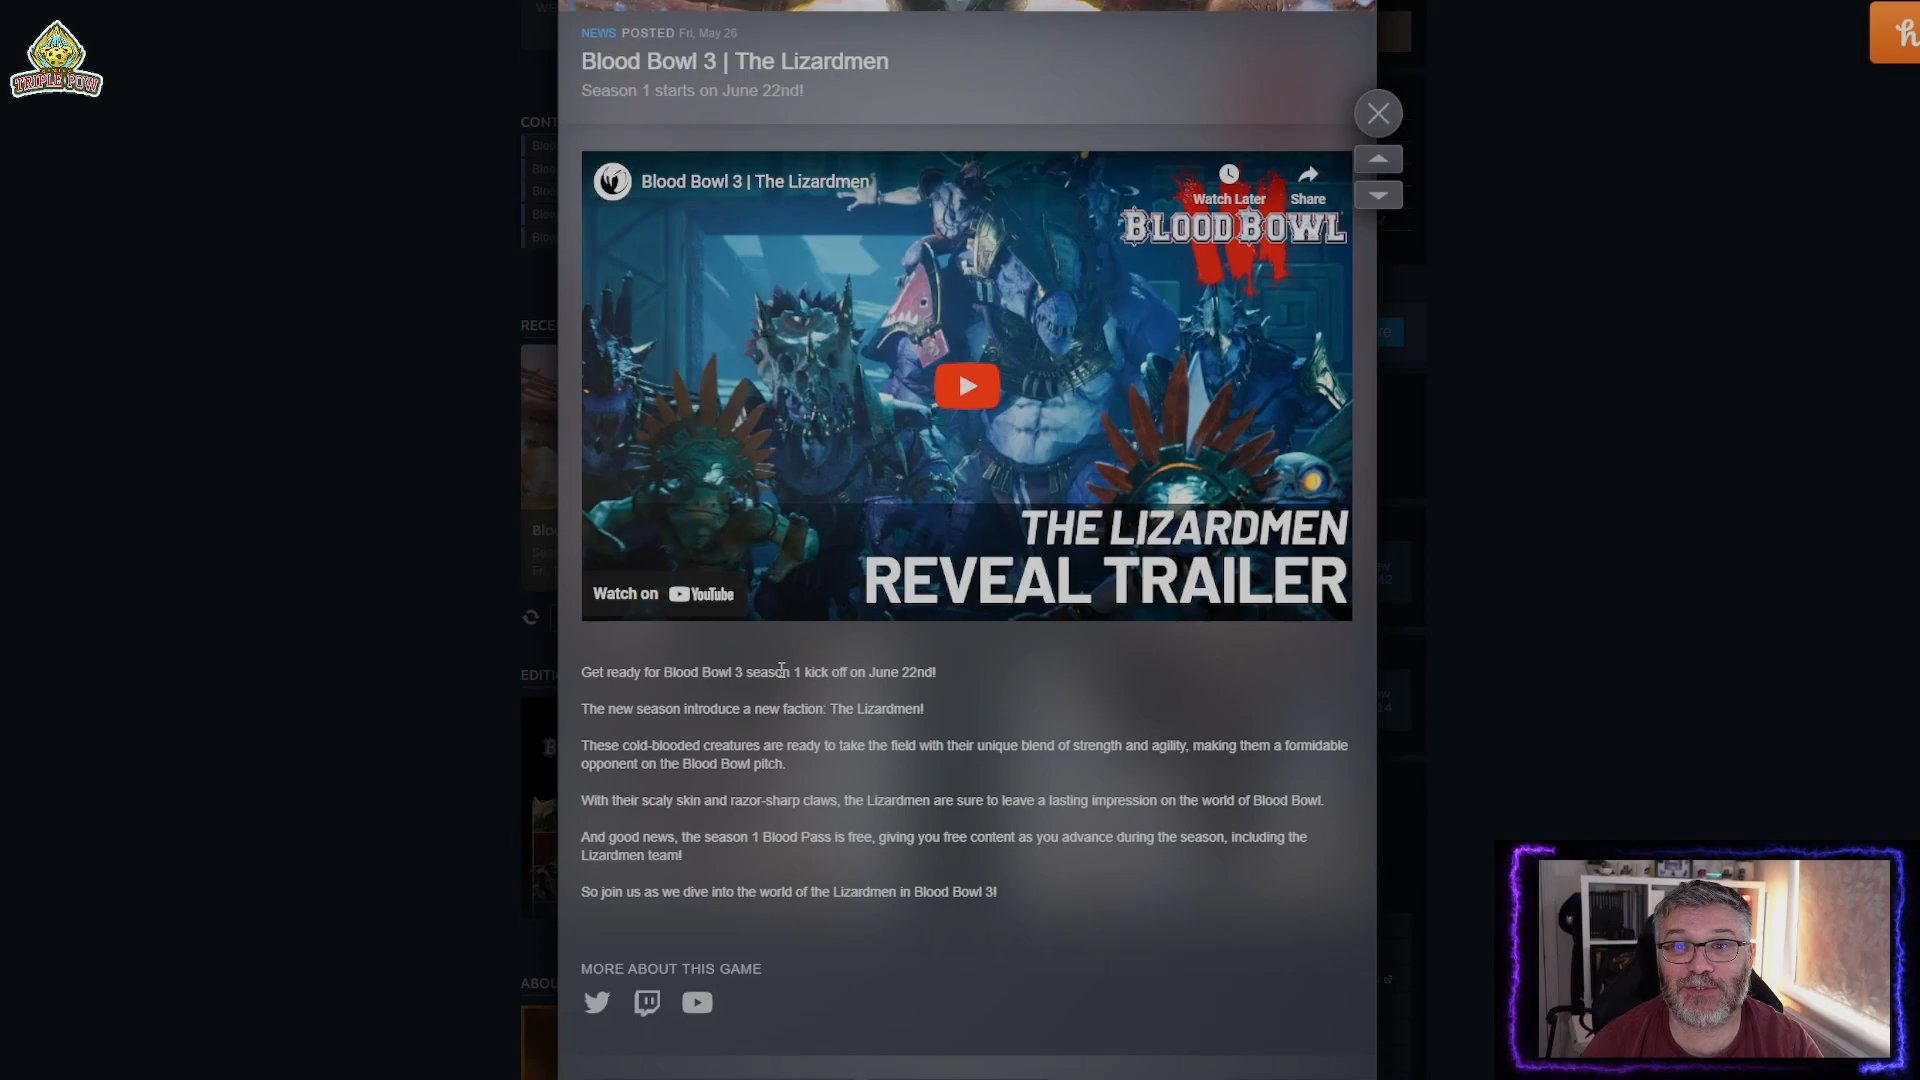 TRIPLE POW
NEWS POSTED Fri, May 26
Blood Bowl 3 | The Lizardmen
Season 1 starts on June 22nd!
CONT
Blood Bowl 3 | The Lizardmen
Watch Later
Share
BLOOD BOWL
RECE
THE LIZARDMEN
REVEAL TRAILER
Watch on YouTube
Get ready for Blood Bowl 3 season 1 kick off on June 22nd!
EDITI
The new season introduce a new faction: The Lizardmen!
These cold-blooded creatures are ready to take the field with their unique blend of strength and agility, making them a formidable
opponent on the Blood Bowl pitch.
With their scaly skin and razor-sharp claws, the Lizardmen are sure to leave a lasting impression on the world of Blood Bowl.
And good news, the season 1 Blood Pass is free, giving you free content as you advance during the season, including the
Lizardmen team!
So join us as we dive into the world of the Lizardmen in Blood Bowl 3!
MORE ABOUT THIS GAME
ABOU